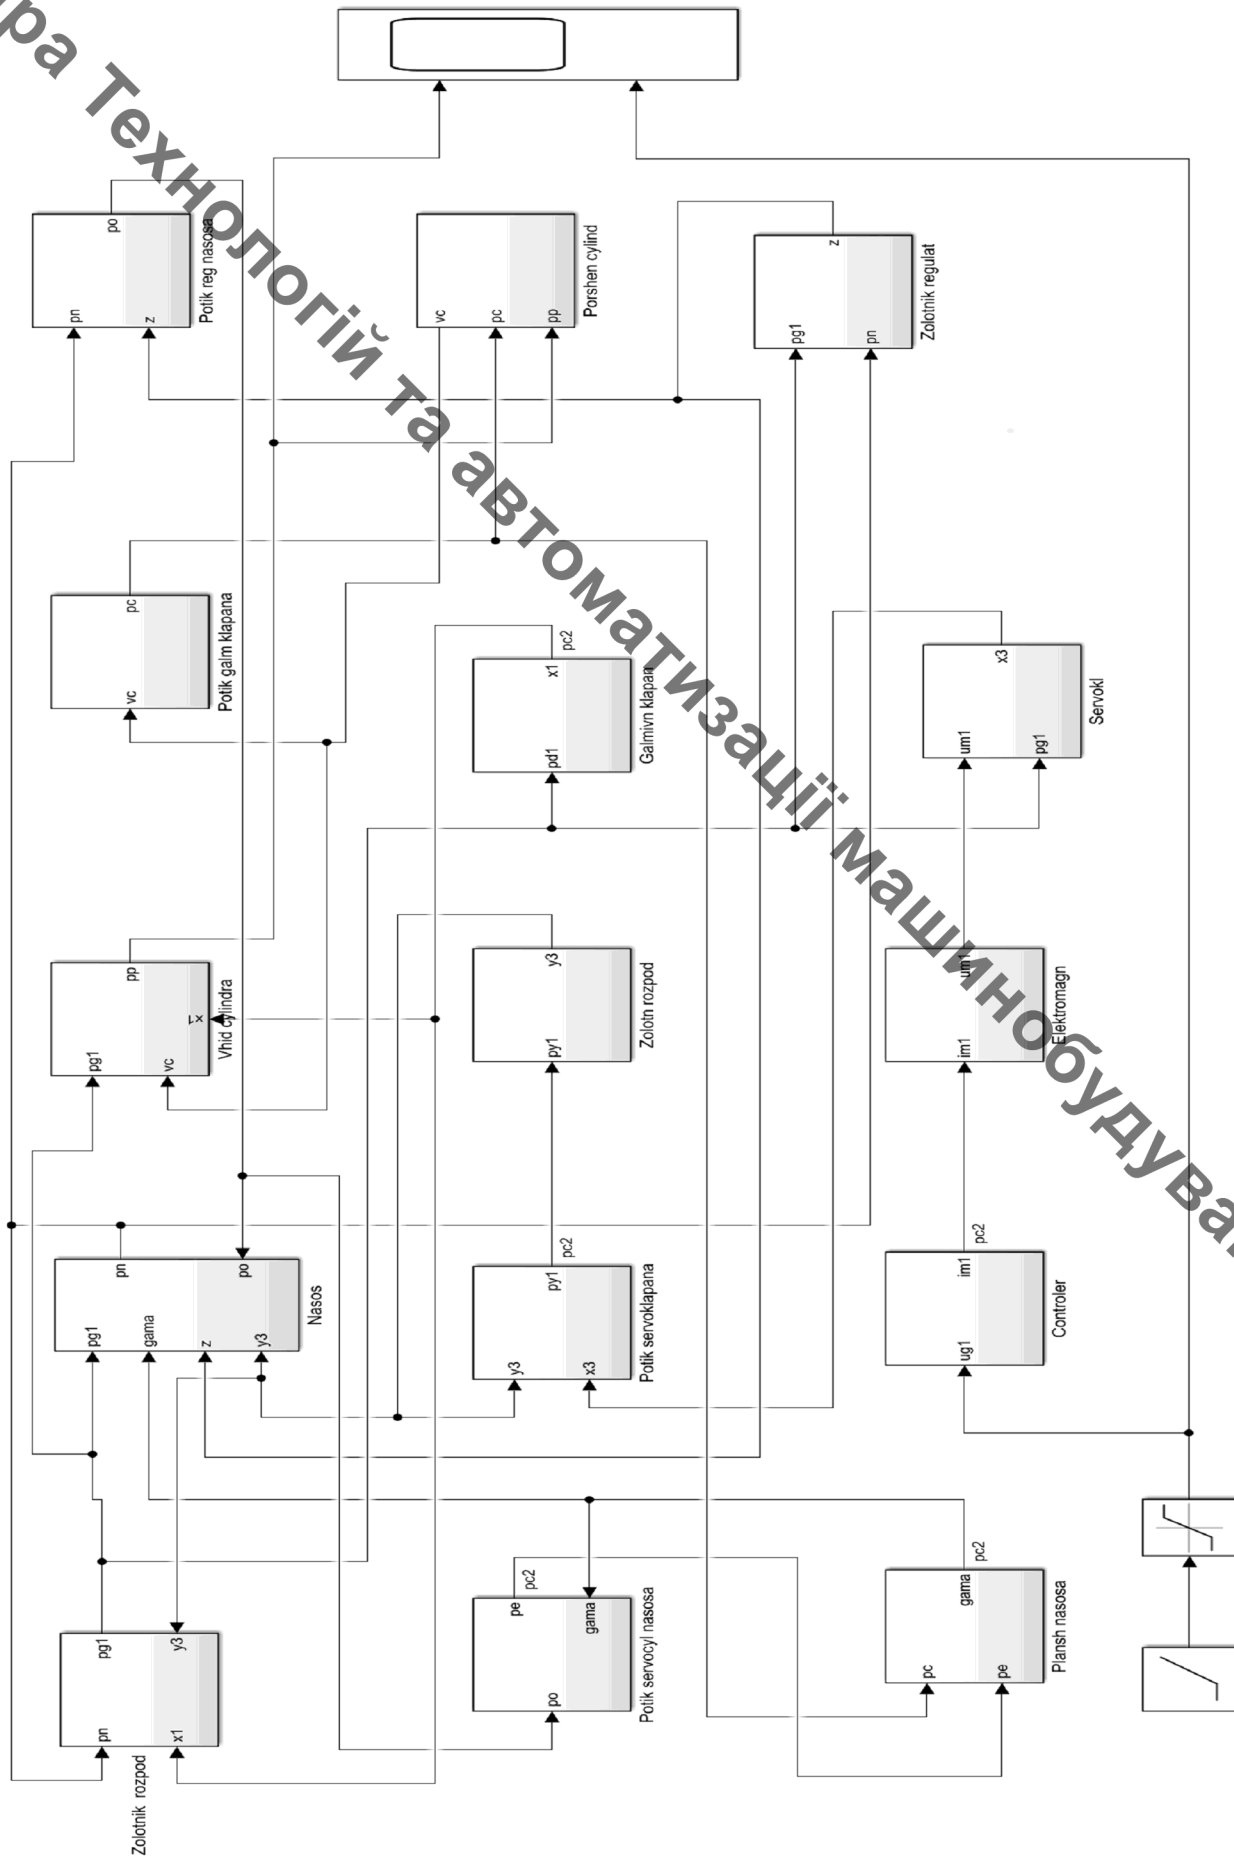 ра Технологій та автоматизації машинобудува
pn
z
po
Potik reg nasosa
vc
pc
pp
Porshen cylind
pg1
pn
z
Zolotnik regulat
vc
pc
Potik galm klapana
pd1
x1
pc2
Galmivn klapan
um1
pg1
x3
Servokl
pg1
vc
x1
pp
Vhid cylindra
py1
y3
Zolotn rozpod
im1
um1
Elektromagn
pg1
gama
z
y3
pn
po
Nasos
y3
x3
py1
pc2
Potik servoklapana
ug1
im1
pc2
Controler
pn
x1
pg1
y3
Zolotnik rozpod
po
pe
pc2
gama
Potik servocyl nasosa
pc
pe
gama
pc2
Plansh nasosa